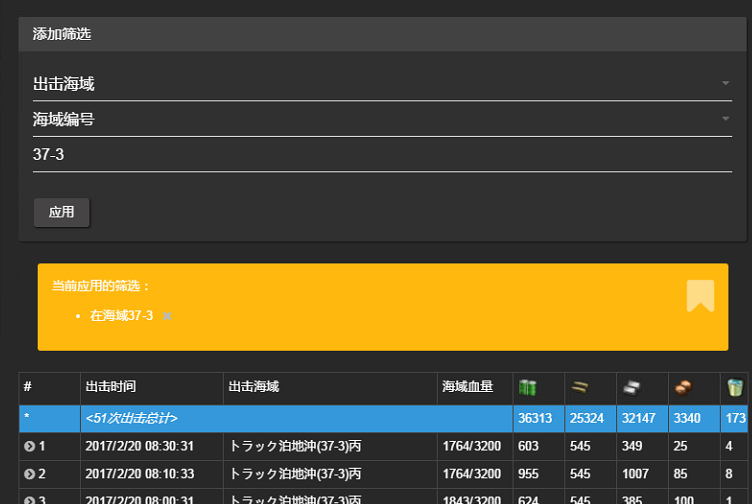 添加筛选
出击海域
海域编号
37-3
应用
当前应用的筛选：
• 在海域37-3 ×
# 出击时间 出击海域 海域血量
* <51次出击总计> 36313 25324 32147 3340 173
1 2017/2/20 08:30:31 トラック泊地沖(37-3)丙 1764/3200 603 545 349 25 4
2 2017/2/20 08:10:33 トラック泊地沖(37-3)丙 1764/3200 955 545 1007 85 8
3 2017/2/20 08:00:31 トラック泊地沖(37-3)丙 1843/3200 624 545 385 100 1